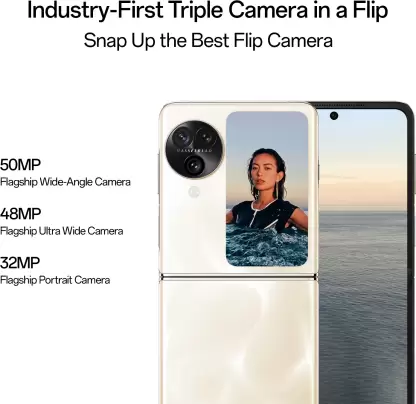 Industry-First Triple Camera in a Flip
Snap Up the Best Flip Camera
50MP
Flagship Wide-Angle Camera
48MP
Flagship Ultra Wide Camera
32MP
Flagship Portrait Camera
HASSELBLAD